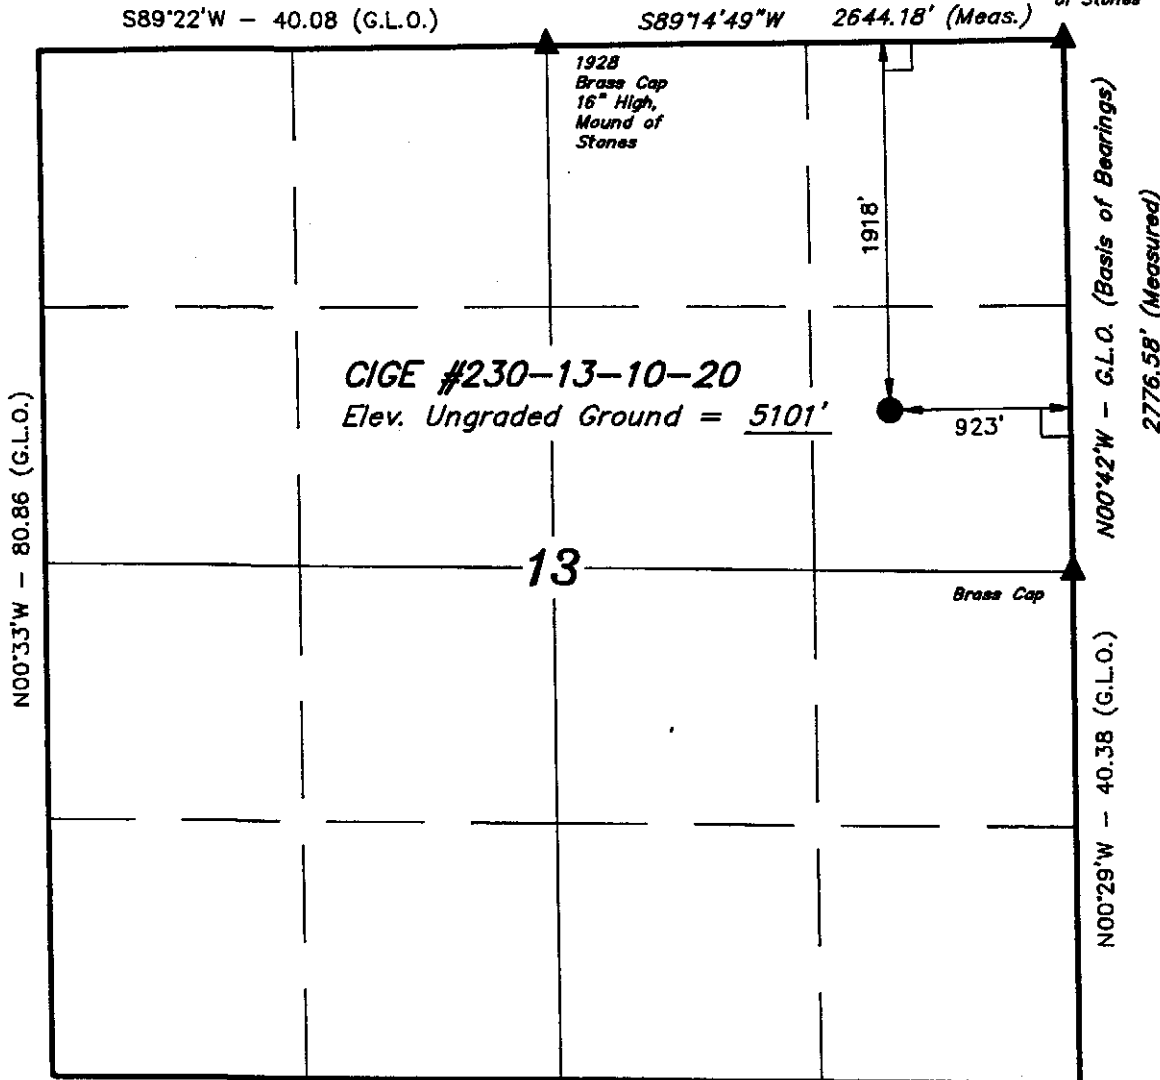 of Stones
S89°22'W - 40.08 (G.L.O.)
S89°14'49"W 2644.18' (Meas.)
1928
Brass Cap
16" High,
Mound of
Stones
1918'
N00°42'W - G.L.O. (Basis of Bearings)
2776.58' (Measured)
CIGE #230-13-10-20
Elev. Ungraded Ground = 5101'
923'
N00°33'W - 80.86 (G.L.O.)
13
Brass Cap
N00°29'W - 40.38 (G.L.O.)